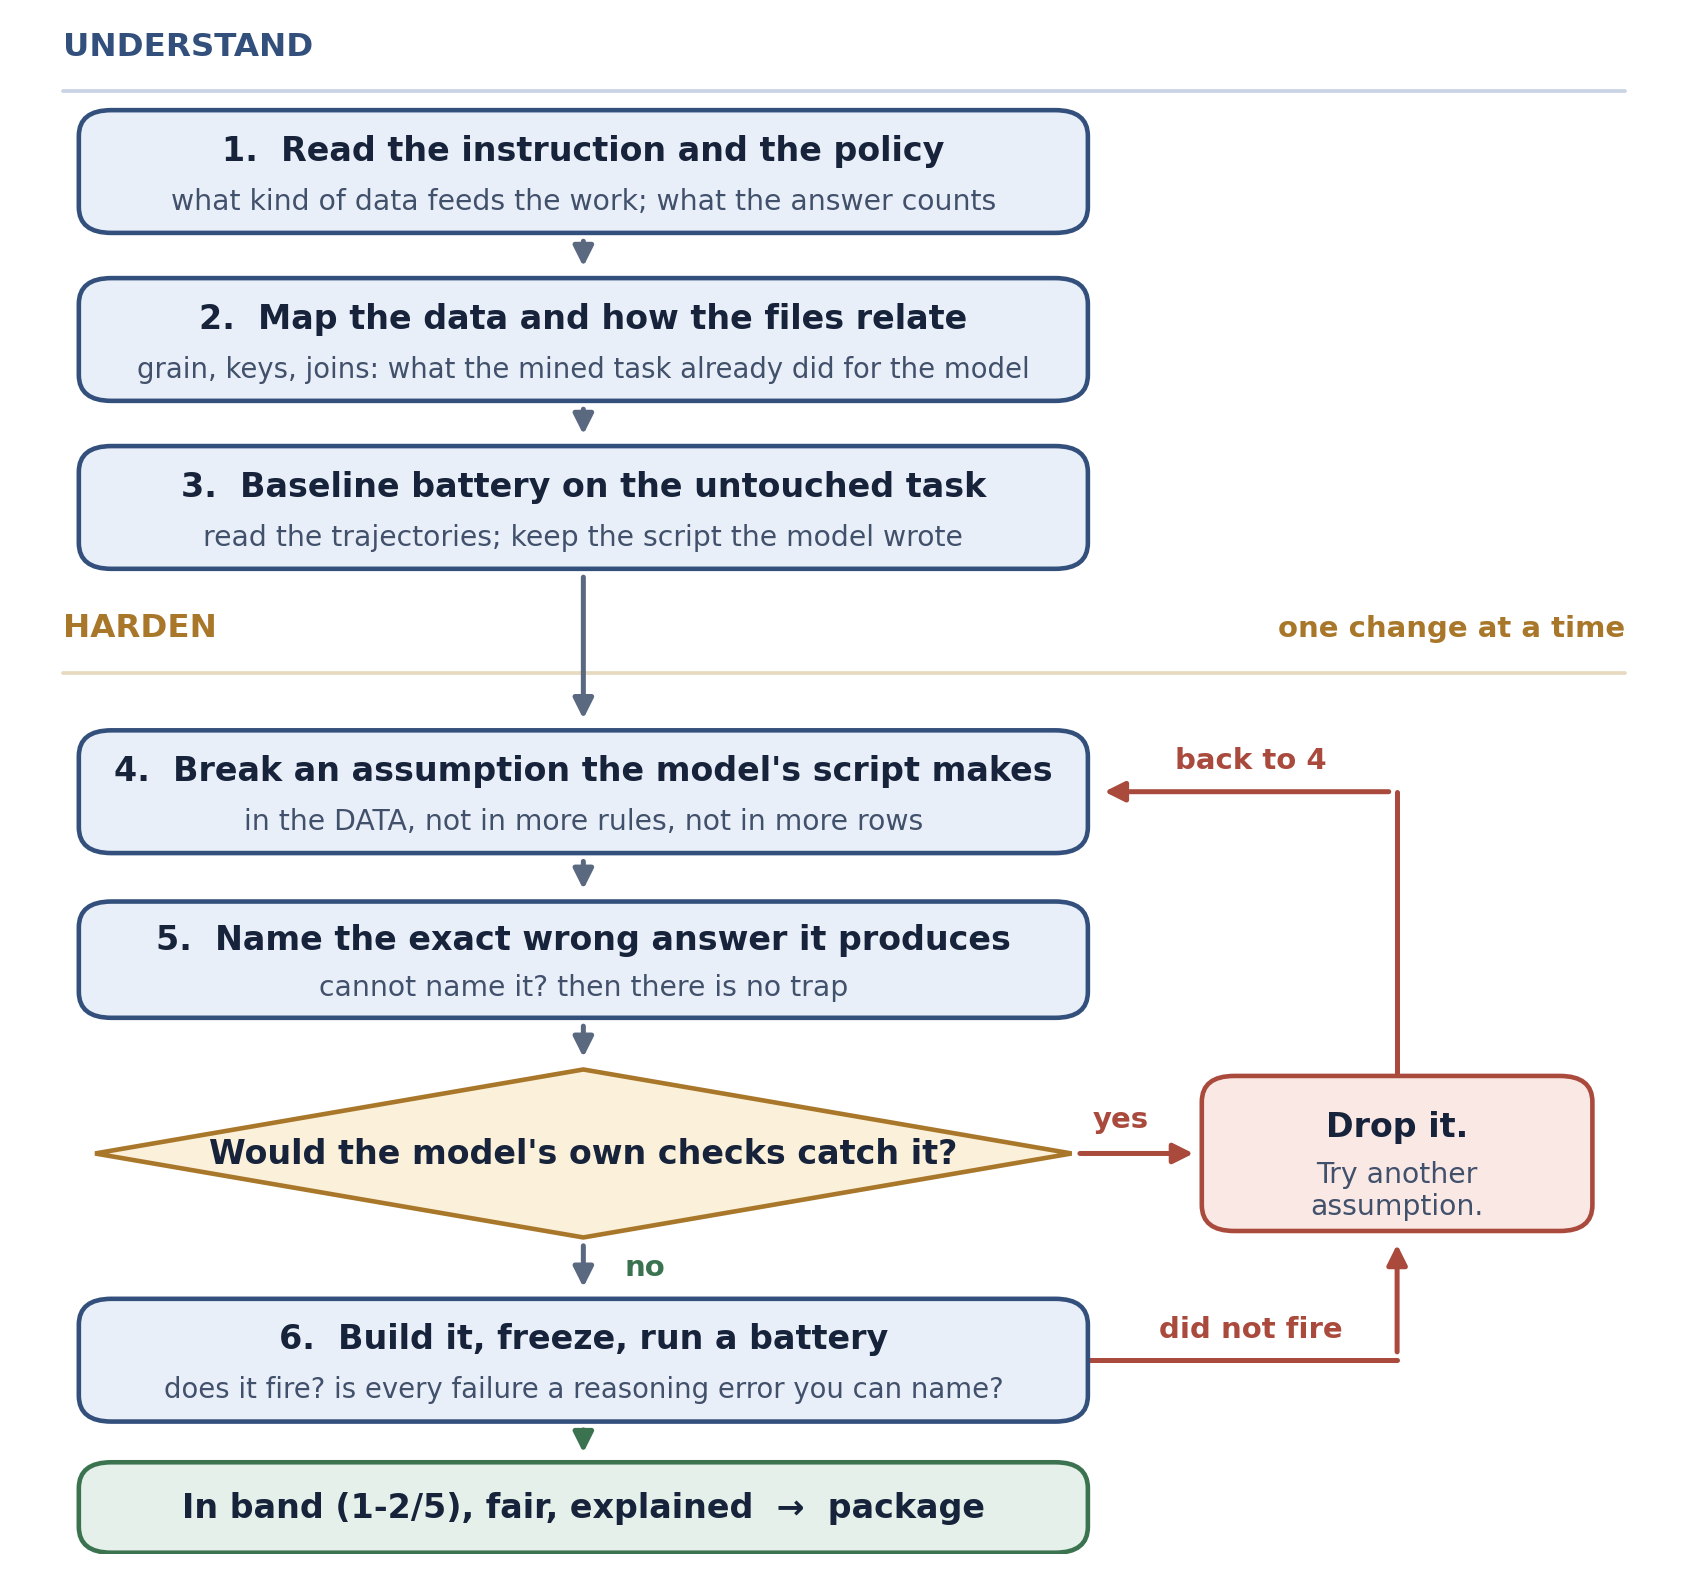 UNDERSTAND
1.  Read the instruction and the policy
what kind of data feeds the work; what the answer counts
2.  Map the data and how the files relate
grain, keys, joins: what the mined task already did for the model
3.  Baseline battery on the untouched task
read the trajectories; keep the script the model wrote
HARDEN
one change at a time
4.  Break an assumption the model's script makes
in the DATA, not in more rules, not in more rows
back to 4
5.  Name the exact wrong answer it produces
cannot name it? then there is no trap
Would the model's own checks catch it?
yes
Drop it.
Try another
assumption.
no
6.  Build it, freeze, run a battery
does it fire? is every failure a reasoning error you can name?
did not fire
In band (1-2/5), fair, explained → package